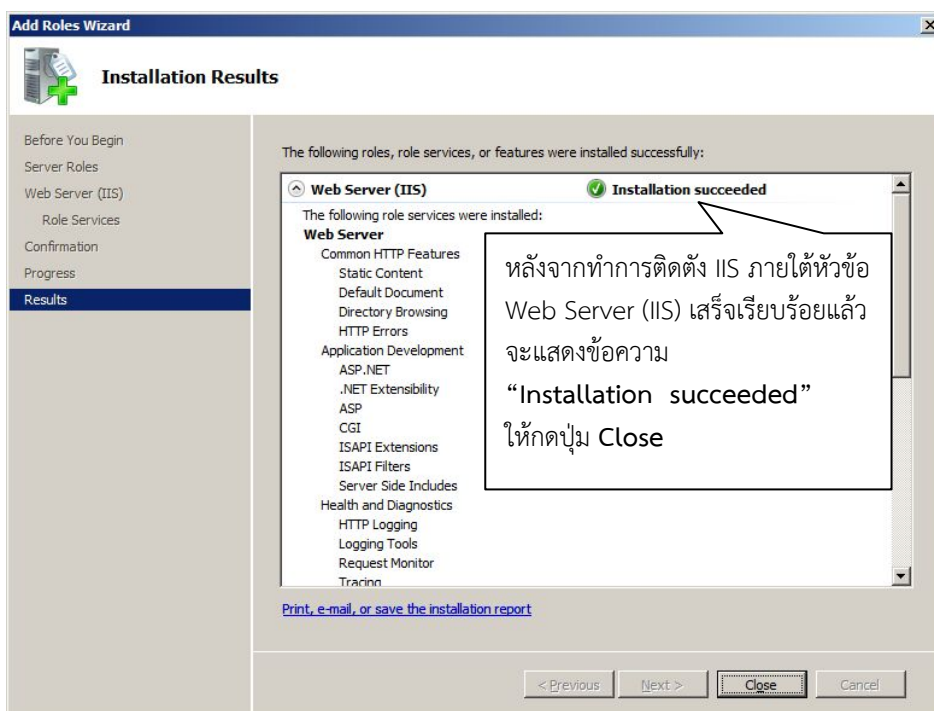 Add Roles Wizard
Installation Results
Before You Begin
Server Roles
Web Server (IIS)
Role Services
Confirmation
Progress
Results
The following roles, role services, or features were installed successfully:
Web Server (IIS)
Installation succeeded
The following role services were installed:
Web Server
Common HTTP Features
Static Content
Default Document
Directory Browsing
HTTP Errors
Application Development
ASP.NET
.NET Extensibility
ASP
CGI
ISAPI Extensions
ISAPI Filters
Server Side Includes
Health and Diagnostics
HTTP Logging
Logging Tools
Request Monitor
Tracing
หลังจากทำการติดตั้ง IIS ภายใต้หัวข้อ
Web Server (IIS) เสร็จเรียบร้อยแล้ว
จะแสดงข้อความ
“Installation succeeded”
ให้กดปุ่ม Close
Print, e-mail, or save the installation report
< Previous
Next >
Close
Cancel